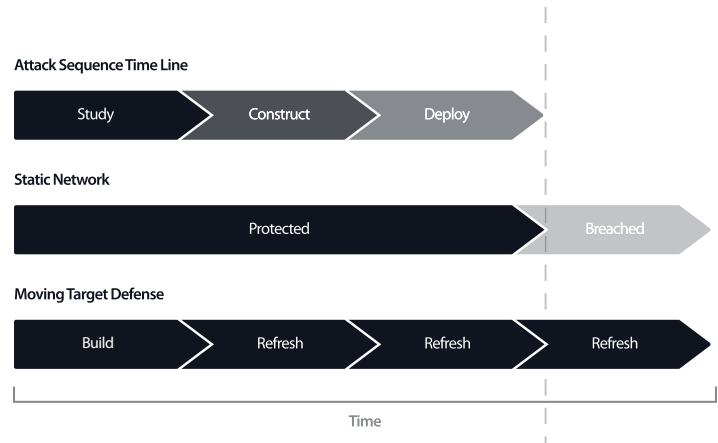 Attack Sequence Time Line
Study Construct Deploy
Static Network
Protected Breached
Moving Target Defense
Build Refresh Refresh Refresh
Time